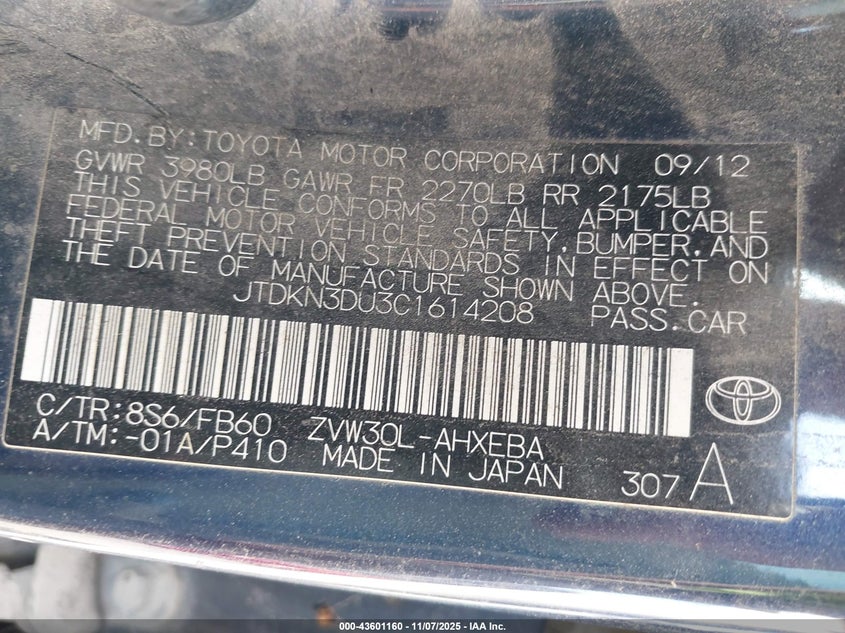 MFD.BY:TOYOTA MOTOR CORPORATION 09/12
GVWR 3980LB GAWR FR 2270LB RR 2175LB
THIS VEHICLE CONFORMS TO ALL APPLICABLE
FEDERAL MOTOR VEHICLE SAFETY,BUMPER,AND
THEFT PREVENTION STANDARDS IN EFFECT ON
THE DATE OF MANUFACTURE SHOWN ABOVE.
JTDKN3DU3C1614208 PASS.CAR
C/TR:8S6/FB60 ZVW30L-AHXEBA
A/TM:-01A/P410 MADE IN JAPAN 307 A
000-43601160 - 11/07/2025 - IAA Inc.